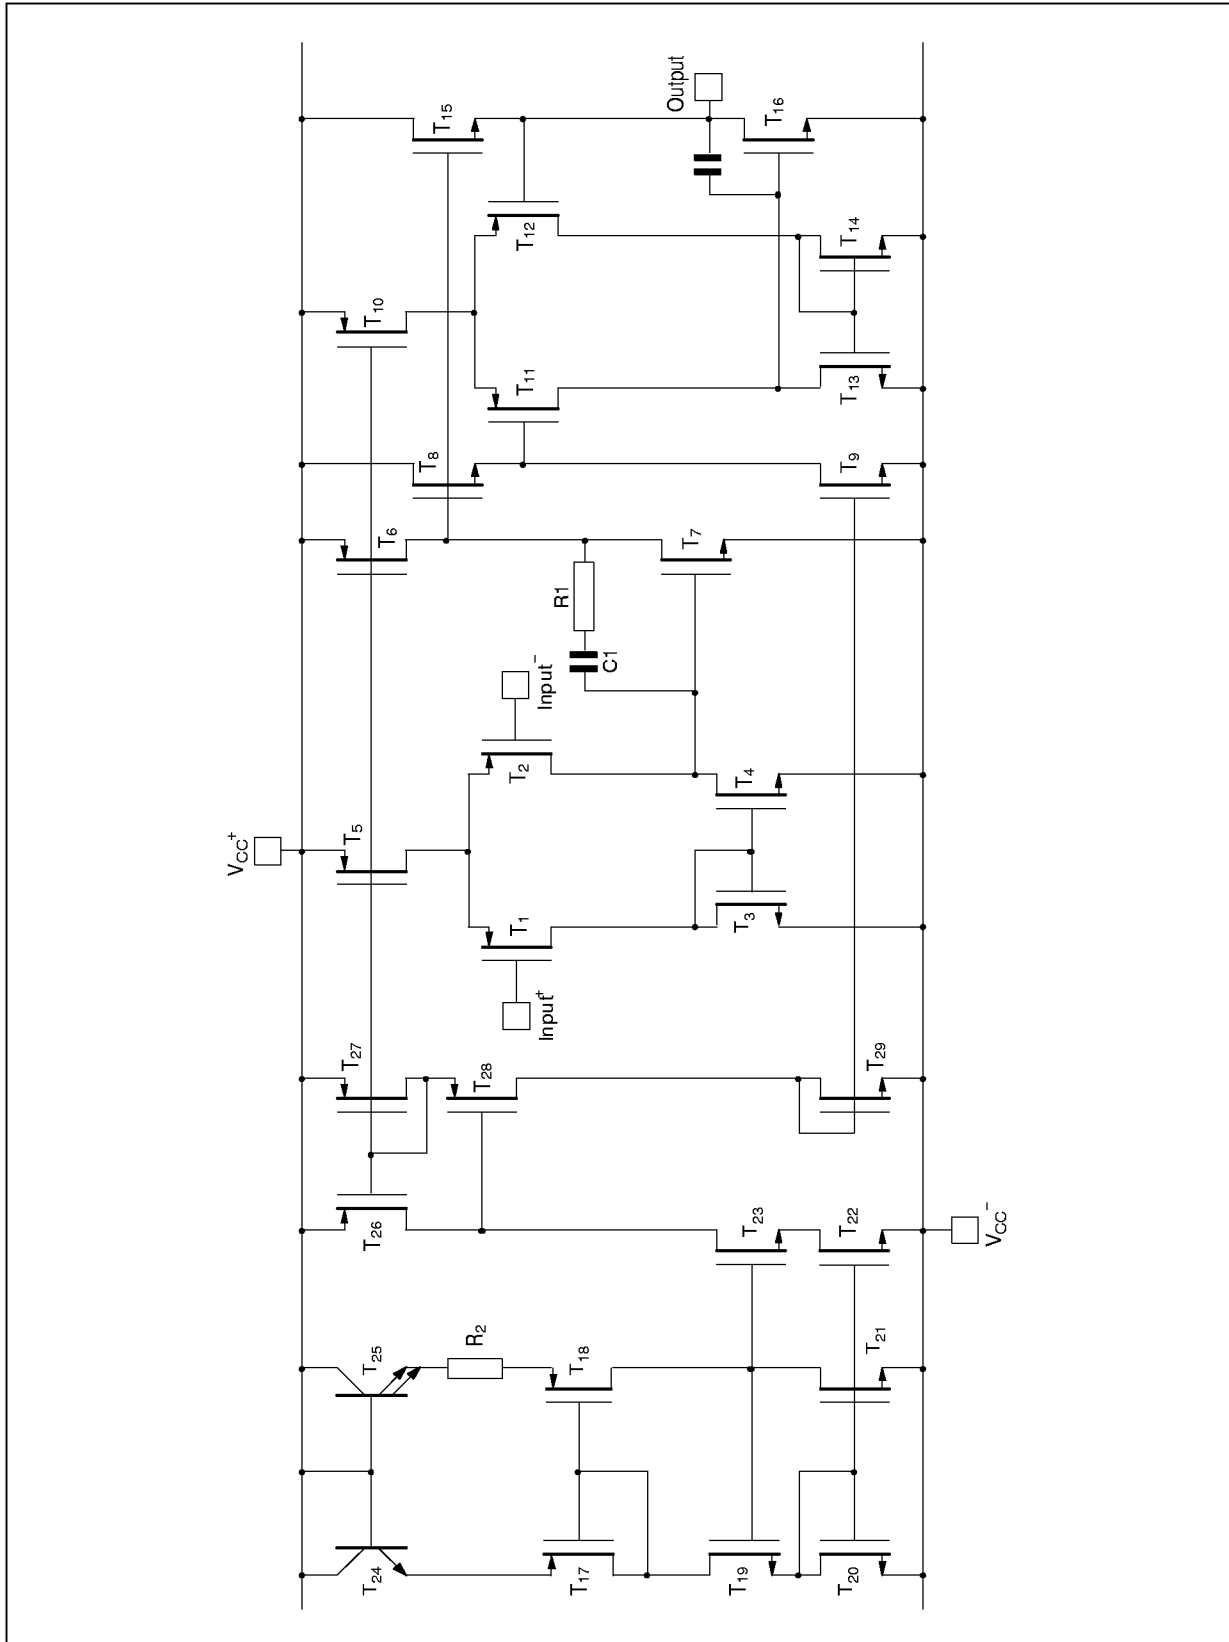 Output
T15
T16
T12
T14
T10
T11
T13
T8
T9
T6
T7
R1
C1
Input-
T2
T4
VCC+
T5
T1
T3
Input+
T27
T28
T29
T26
T23
T22
VCC-
T25
R2
T18
T21
T24
T17
T19
T20